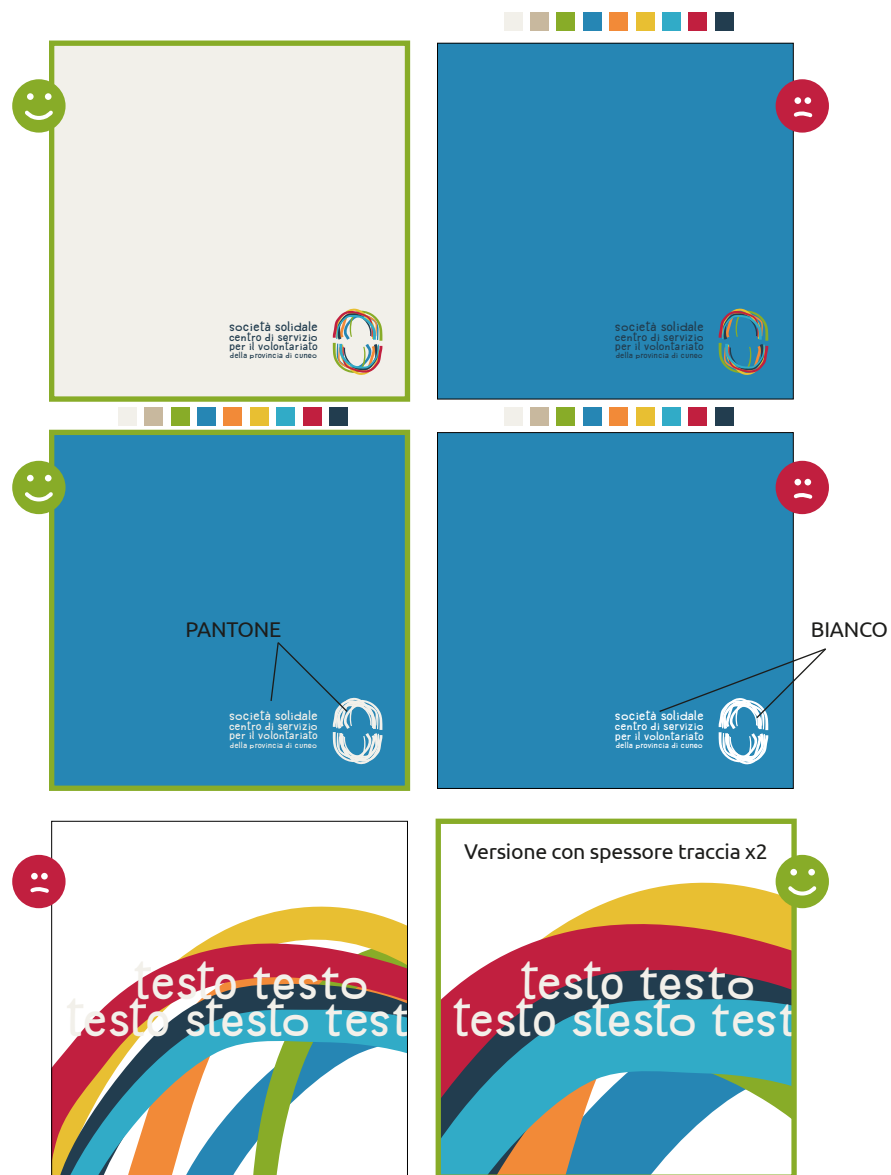 società solidale
centro di servizio
per il volontariato
della provincia di cuneo
società solidale
centro di servizio
per il volontariato
della provincia di cuneo
PANTONE
BIANCO
società solidale
centro di servizio
per il volontariato
della provincia di cuneo
società solidale
centro di servizio
per il volontariato
della provincia di cuneo
testo testo
testo stesto test
Versione con spessore traccia x2
testo testo
testo stesto test